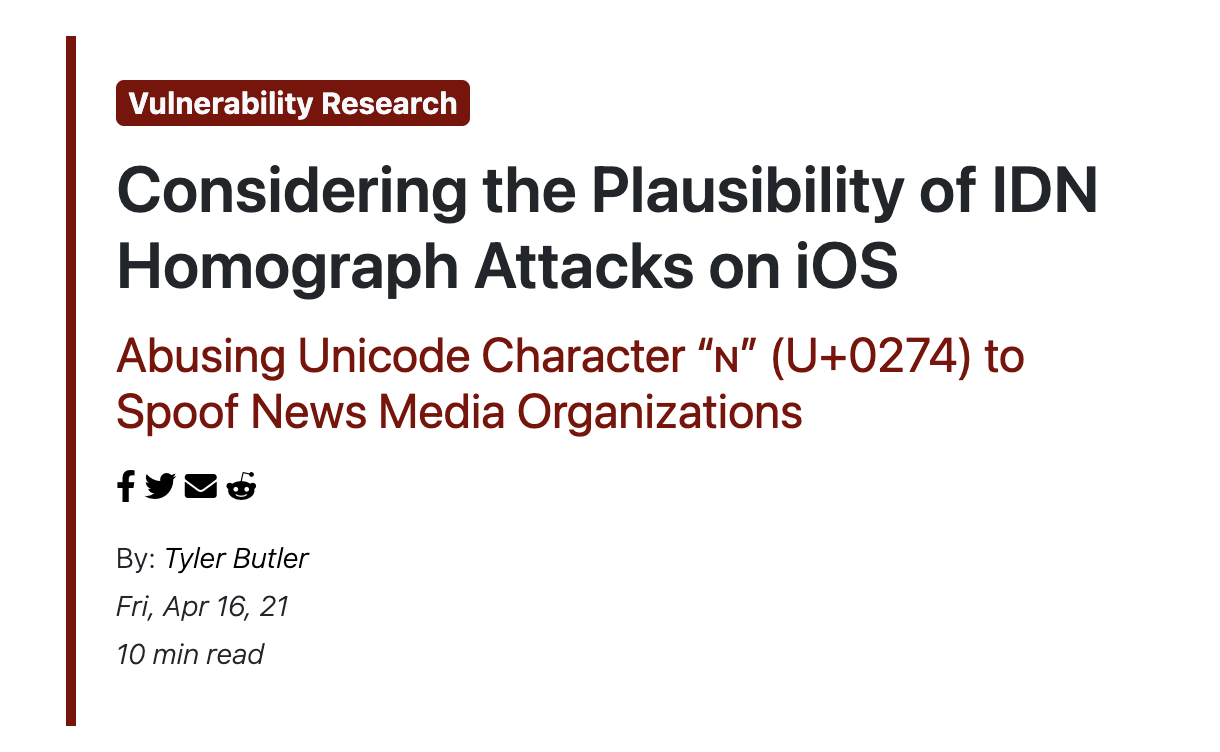 Vulnerability Research
Considering the Plausibility of IDN
Homograph Attacks on iOS
Abusing Unicode Character “ɴ” (U+0274) to
Spoof News Media Organizations
By: Tyler Butler
Fri, Apr 16, 21
10 min read